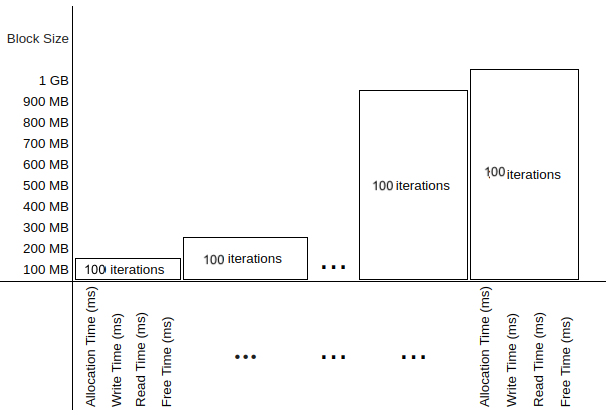 Block Size
1 GB
900 MB
800 MB
700 MB
600 MB
500 MB
400 MB
300 MB
200 MB
100 MB
100 iterations
100 iterations
...
100 iterations
100 iterations
Allocation Time (ms)
Write Time (ms)
Read Time (ms)
Free Time (ms)
...
...
...
Allocation Time (ms)
Write Time (ms)
Read Time (ms)
Free Time (ms)